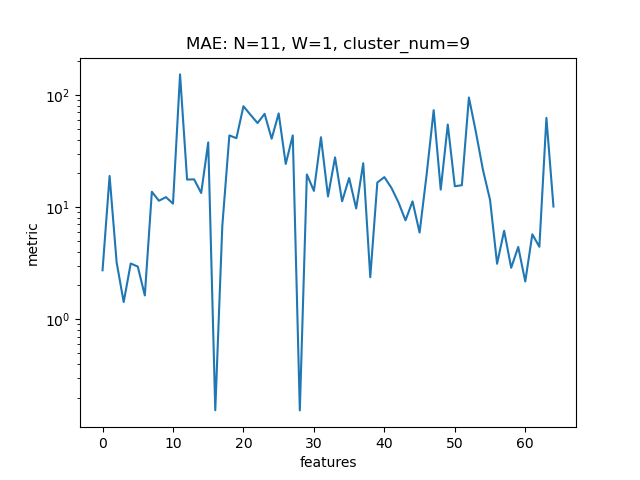 MAE: N=11, W=1, cluster_num=9
10²
10¹
10⁰
metric
0 10 20 30 40 50 60
features